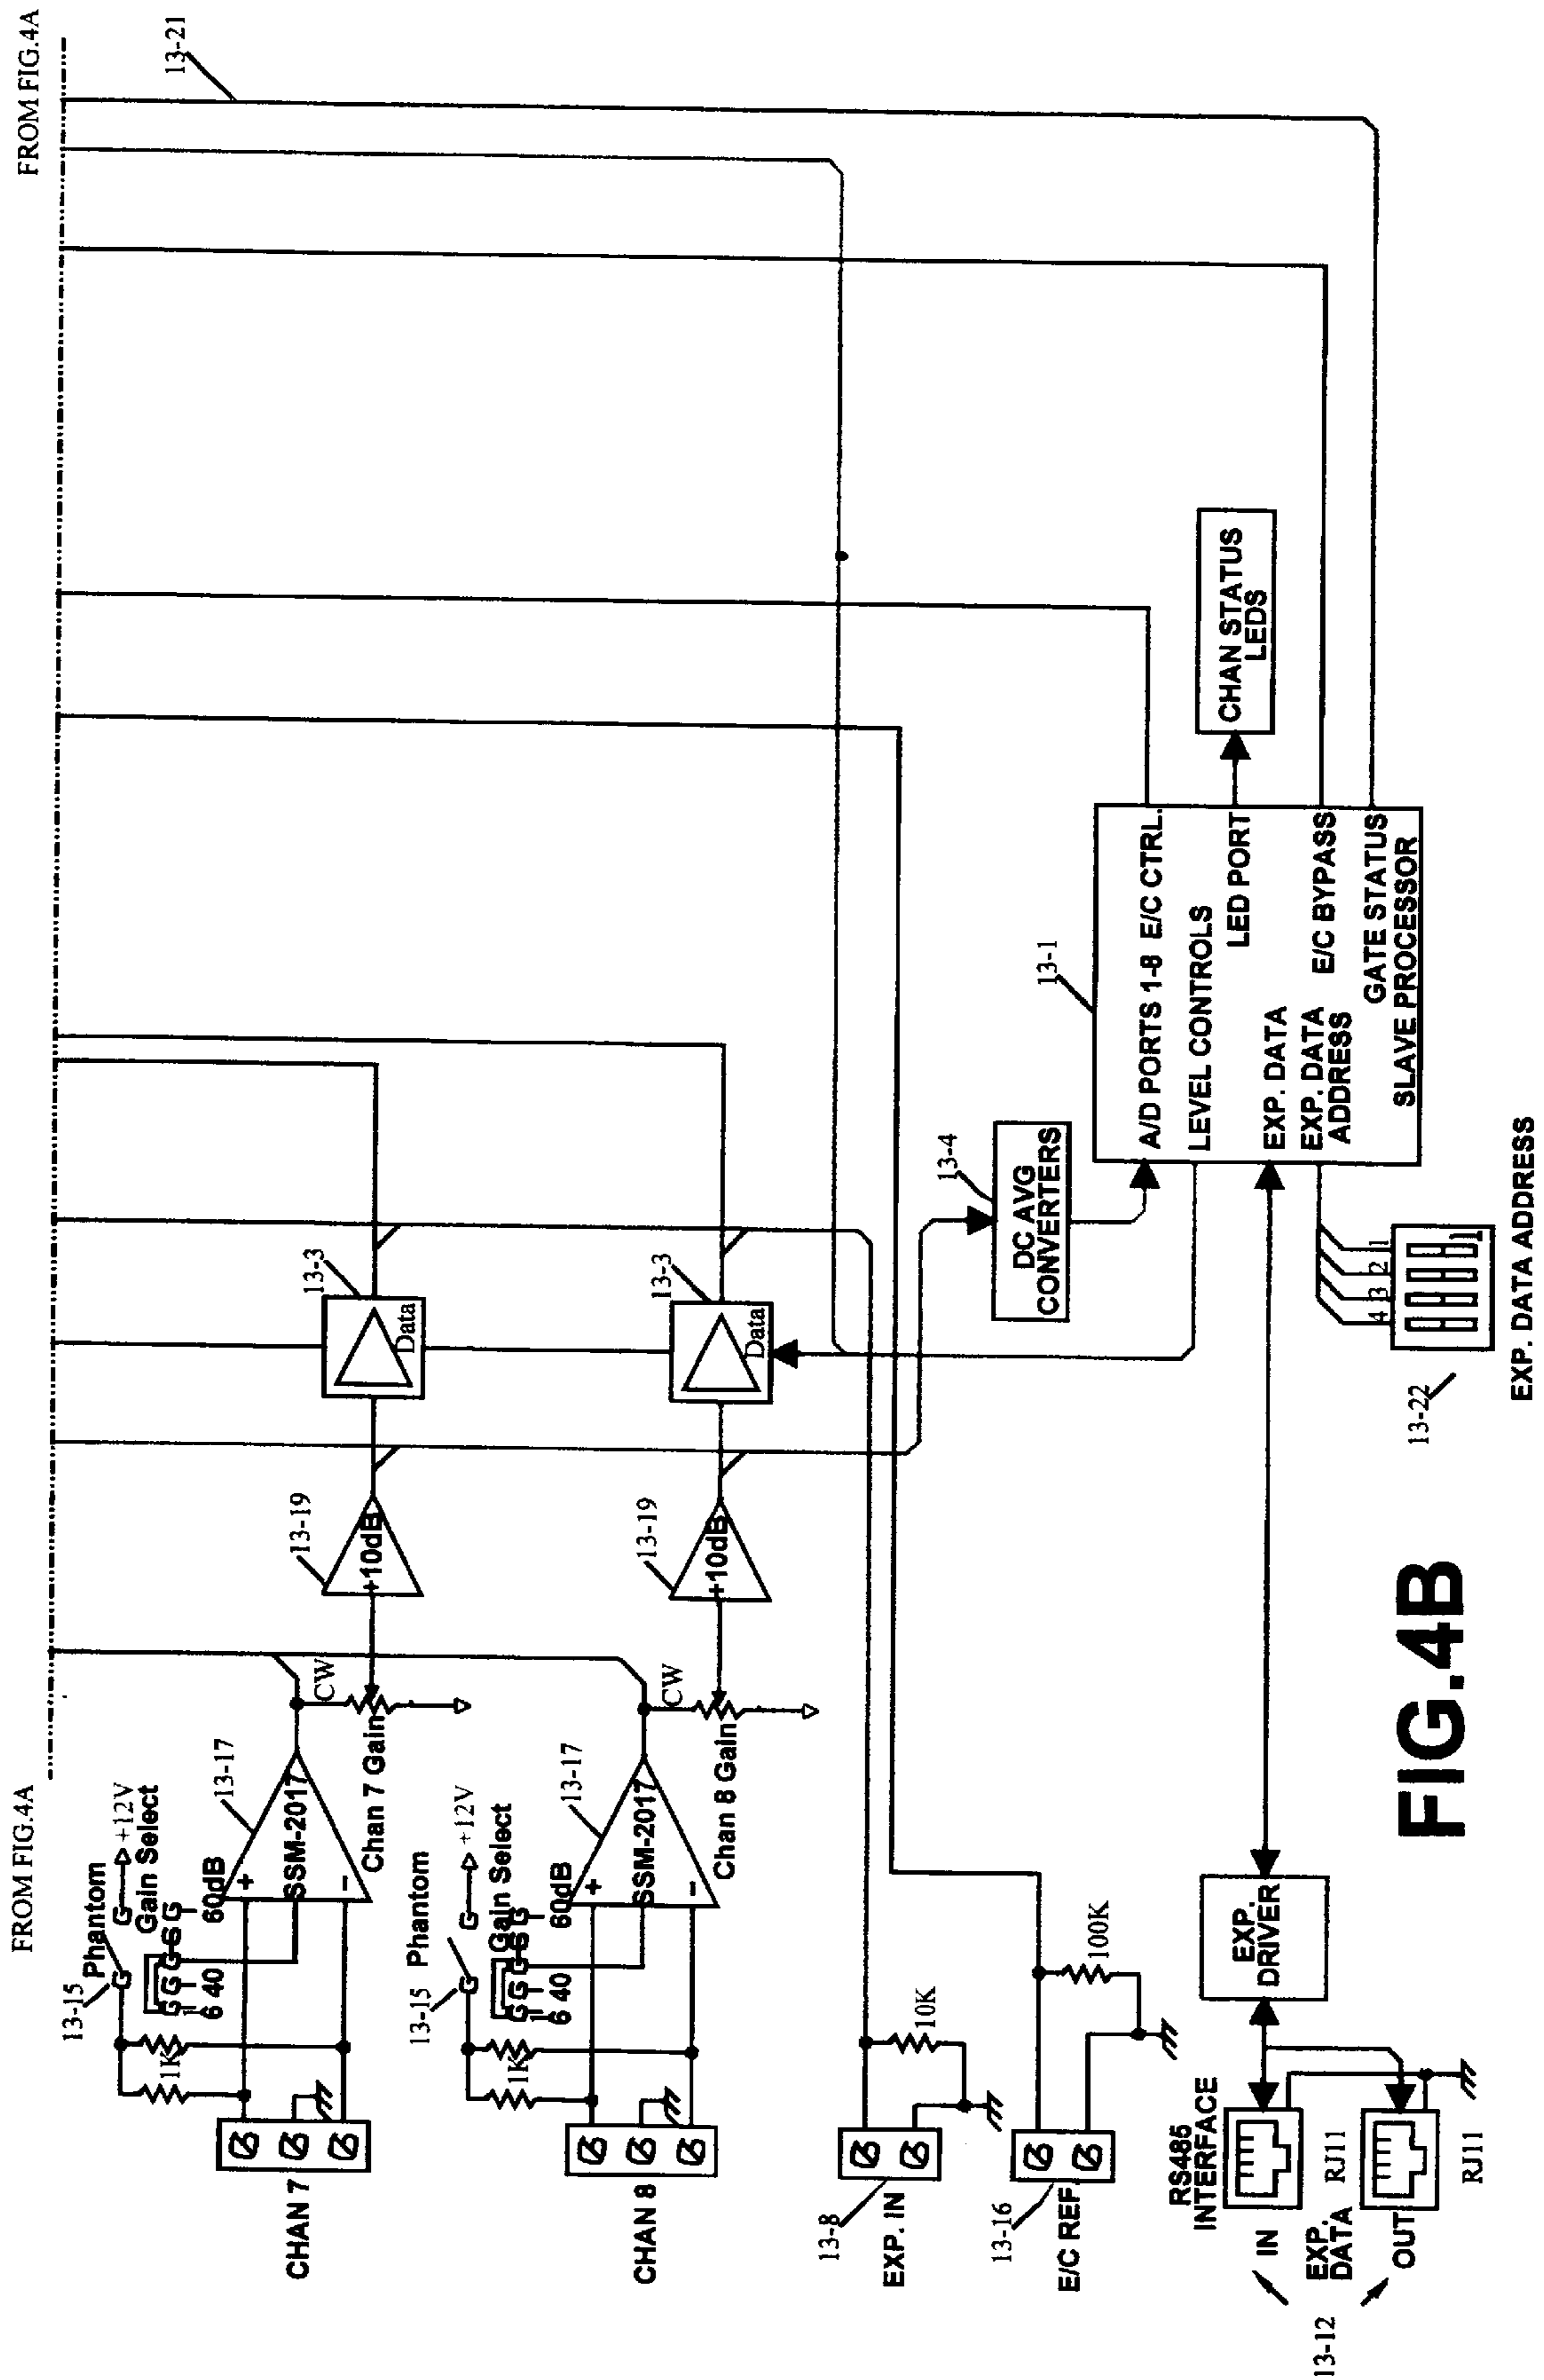 FROM FIG.4A
FROM FIG.4A
13-21
13-15
Phantom
+12V
Gain Select
1K
6 40
60dB
13-17
+
SSM-2017
-
CHAN 7
CW
Chan 7 Gain
13-19
+10dB
13-3
Data
13-15
Phantom
+12V
Gain Select
1K
6 40
60dB
13-17
+
SSM-2017
-
CHAN 8
CW
Chan 8 Gain
13-19
+10dB
13-3
Data
13-8
EXP. IN
10K
13-16
E/C REF
100K
13-4
DC AVG
CONVERTERS
13-1
A/D PORTS 1-8 E/C CTRL.
LEVEL CONTROLS
LED PORT
EXP. DATA
EXP. DATA
ADDRESS
E/C BYPASS
GATE STATUS
SLAVE PROCESSOR
CHAN STATUS
LEDS
RS485
INTERFACE
IN
RJ11
EXP.
DATA
OUT
RJ11
13-12
EXP.
DRIVER
4 3 2 1
13-22
EXP. DATA ADDRESS
FIG.4B